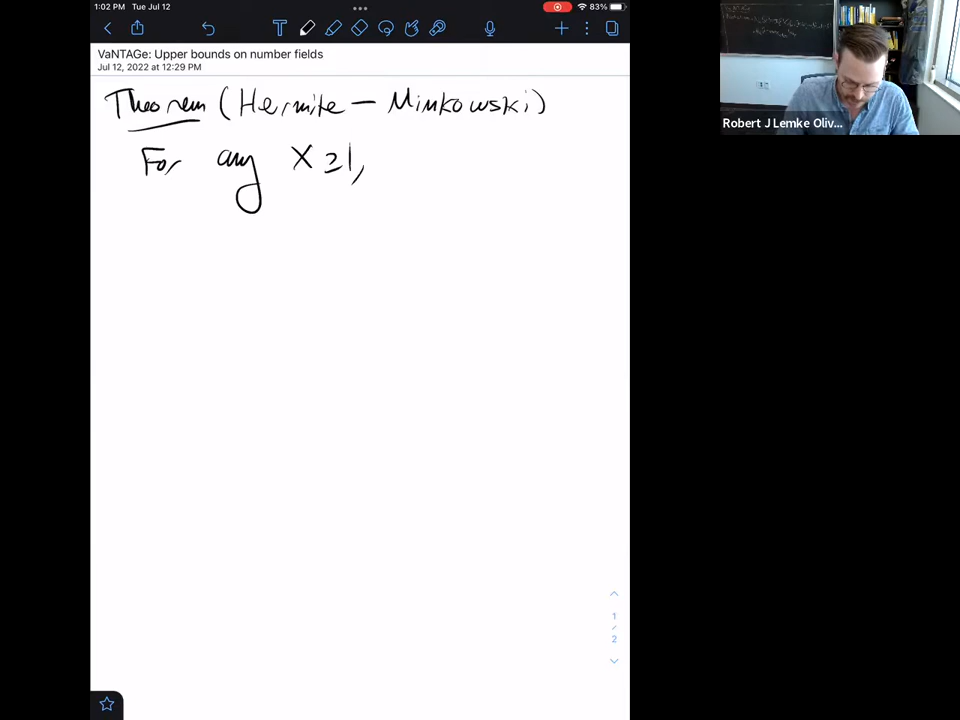 1:02 PM Tue Jul 12
83%
VaNTAGe: Upper bounds on number fields
Jul 12, 2022 at 12:29 PM
Theorem (Hermite – Minkowski)
For any X ≥ 1,
Robert J Lemke Oliv...
1
2